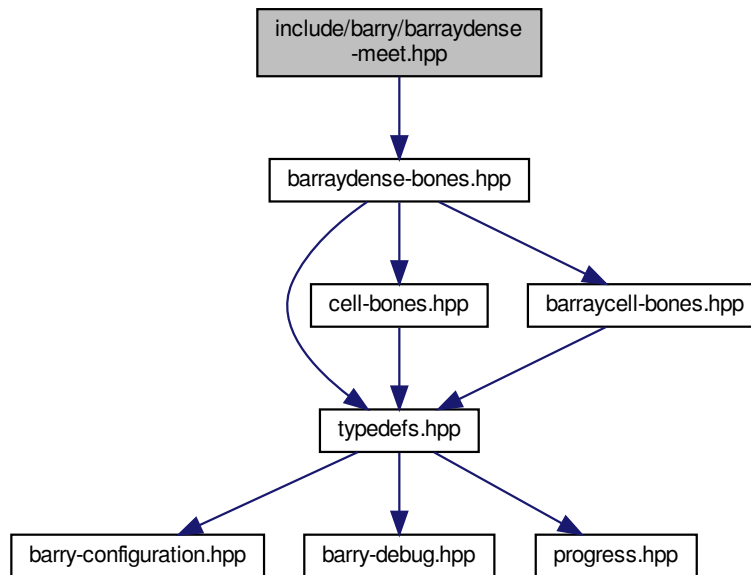 include/barry/barraydense
-meet.hpp
barraydense-bones.hpp
cell-bones.hpp
barraycell-bones.hpp
typedefs.hpp
barry-configuration.hpp
barry-debug.hpp
progress.hpp